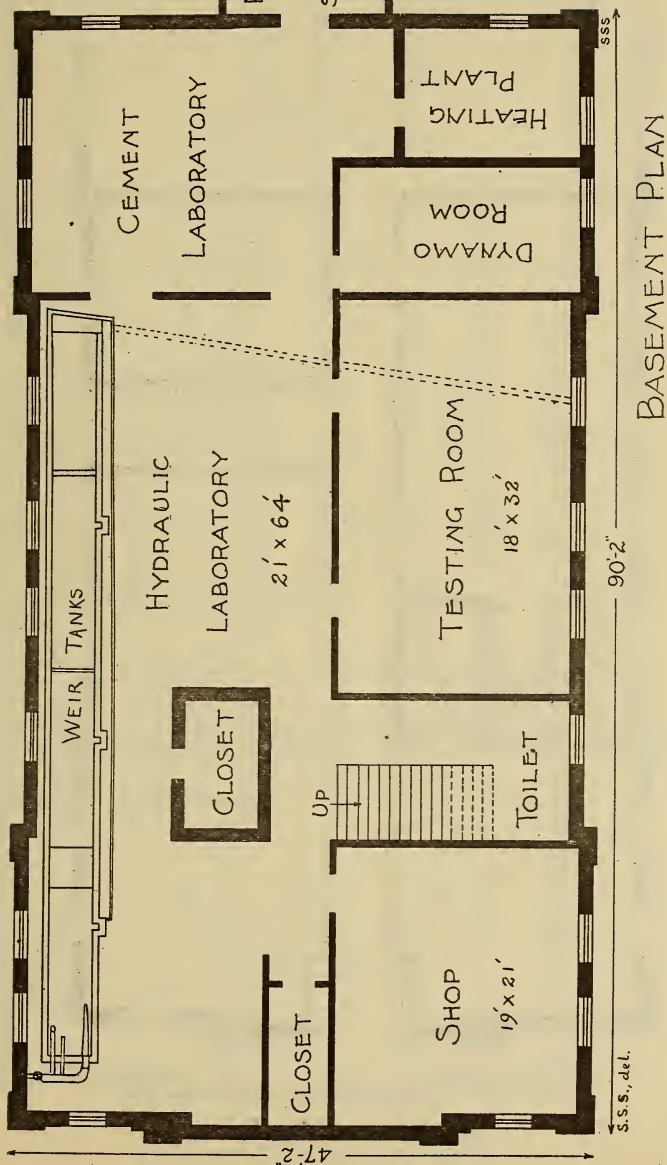 CEMENT
LABORATORY
HEATING
PLANT
DYNAMO
ROOM
WEIR TANKS
HYDRAULIC
LABORATORY
21' x 64'
TESTING ROOM
18' x 32'
CLOSET
UP
TOILET
CLOSET
SHOP
19' x 21'
90'-2"
47'-2"
S.S.S., del.
SSS
BASEMENT PLAN